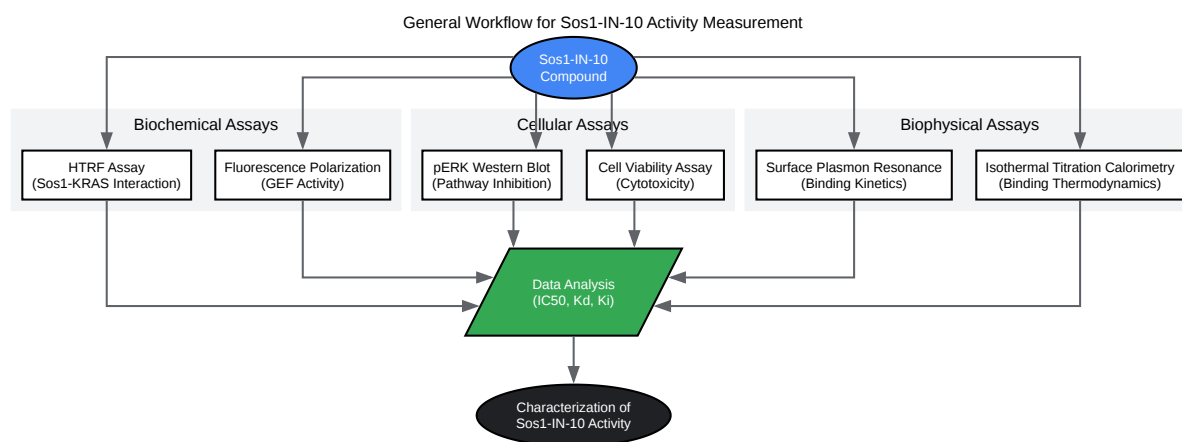 General Workflow for Sos1-IN-10 Activity Measurement
Sos1-IN-10
Compound
Biochemical Assays
Cellular Assays
Biophysical Assays
HTRF Assay
(Sos1-KRAS Interaction)
Fluorescence Polarization
(GEF Activity)
pERK Western Blot
(Pathway Inhibition)
Cell Viability Assay
(Cytotoxicity)
Surface Plasmon Resonance
(Binding Kinetics)
Isothermal Titration Calorimetry
(Binding Thermodynamics)
Data Analysis
(IC50, Kd, Ki)
Characterization of
Sos1-IN-10 Activity